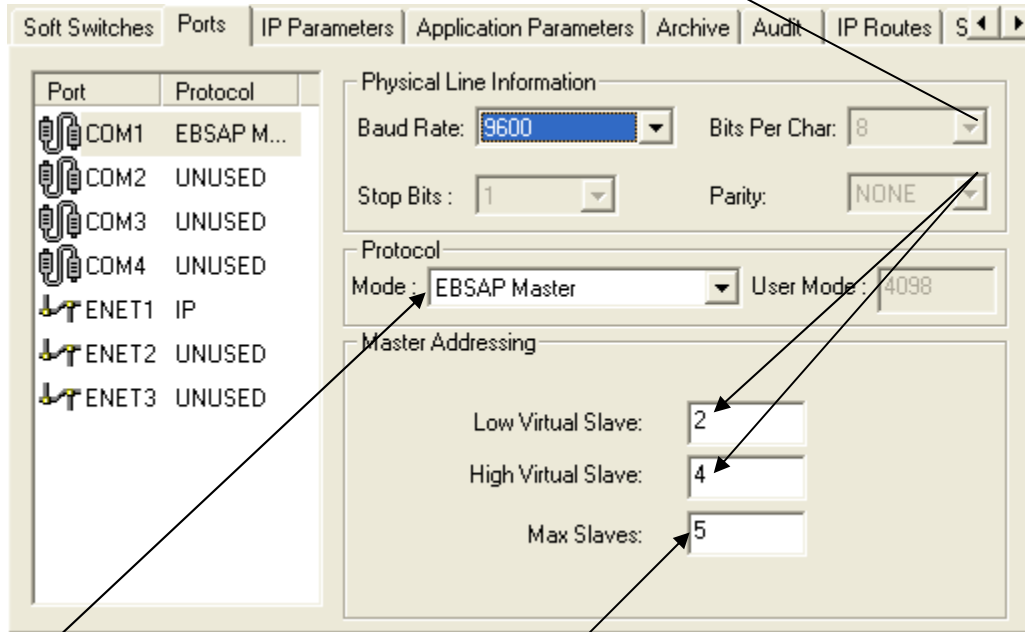 Soft Switches Ports IP Parameters Application Parameters Archive Audit IP Routes S
Port Protocol
COM1 EBSAP M...
COM2 UNUSED
COM3 UNUSED
COM4 UNUSED
ENET1 IP
ENET2 UNUSED
ENET3 UNUSED
Physical Line Information
Baud Rate: 9600 Bits Per Char: 8
Stop Bits : 1 Parity: NONE
Protocol
Mode : EBSAP Master User Mode : 4098
Master Addressing
Low Virtual Slave: 2
High Virtual Slave: 4
Max Slaves: 5